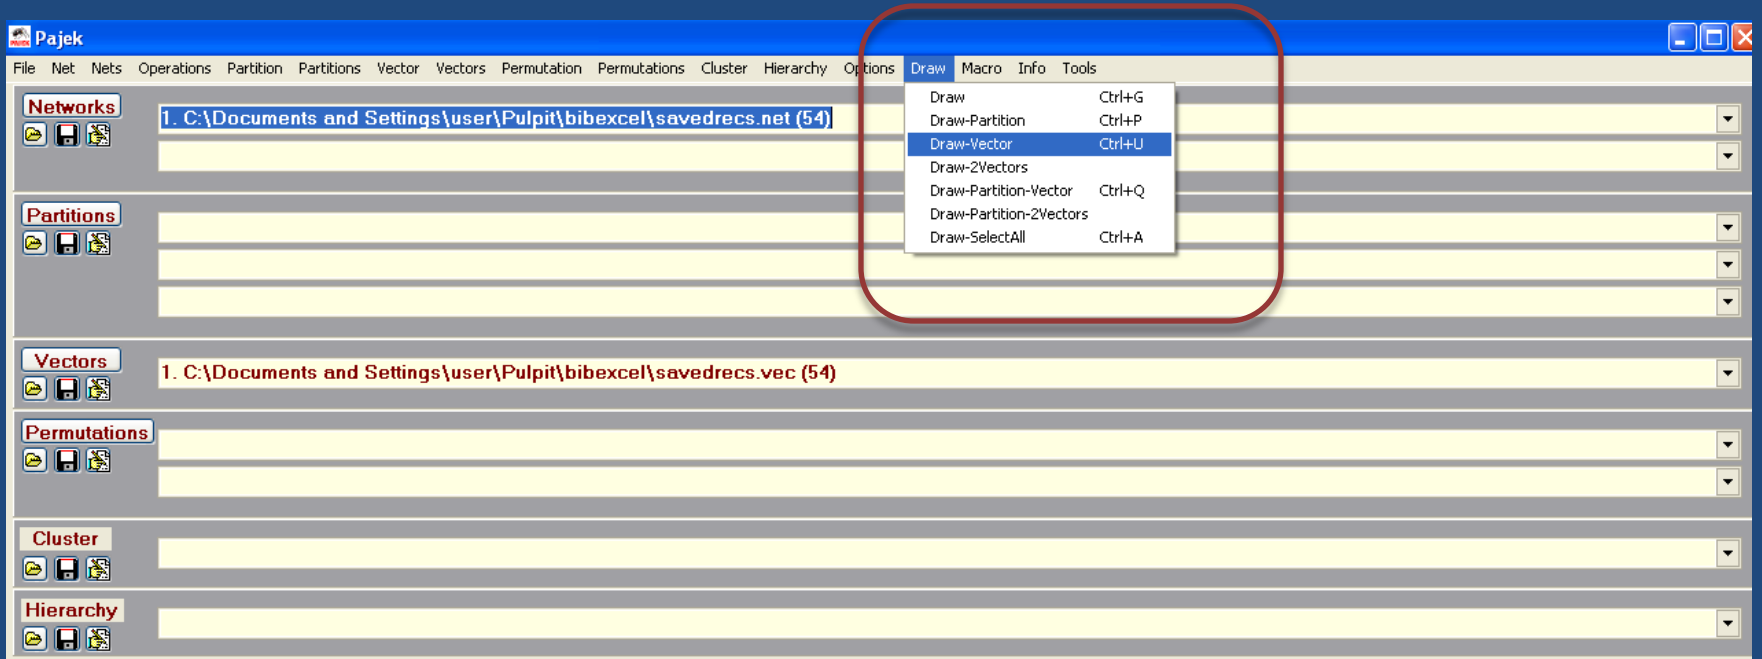 Pajek
File Net Nets Operations Partition Partitions Vector Vectors Permutation Permutations Cluster Hierarchy Options Draw Macro Info Tools
Draw Ctrl+G
Draw-Partition Ctrl+P
Draw-Vector Ctrl+U
Draw-2Vectors
Draw-Partition-Vector Ctrl+Q
Draw-Partition-2Vectors
Draw-SelectAll Ctrl+A
Networks
1. C:\Documents and Settings\user\Pulpit\bibexcel\savedrecs.net (54)
Partitions
Vectors
1. C:\Documents and Settings\user\Pulpit\bibexcel\savedrecs.vec (54)
Permutations
Cluster
Hierarchy